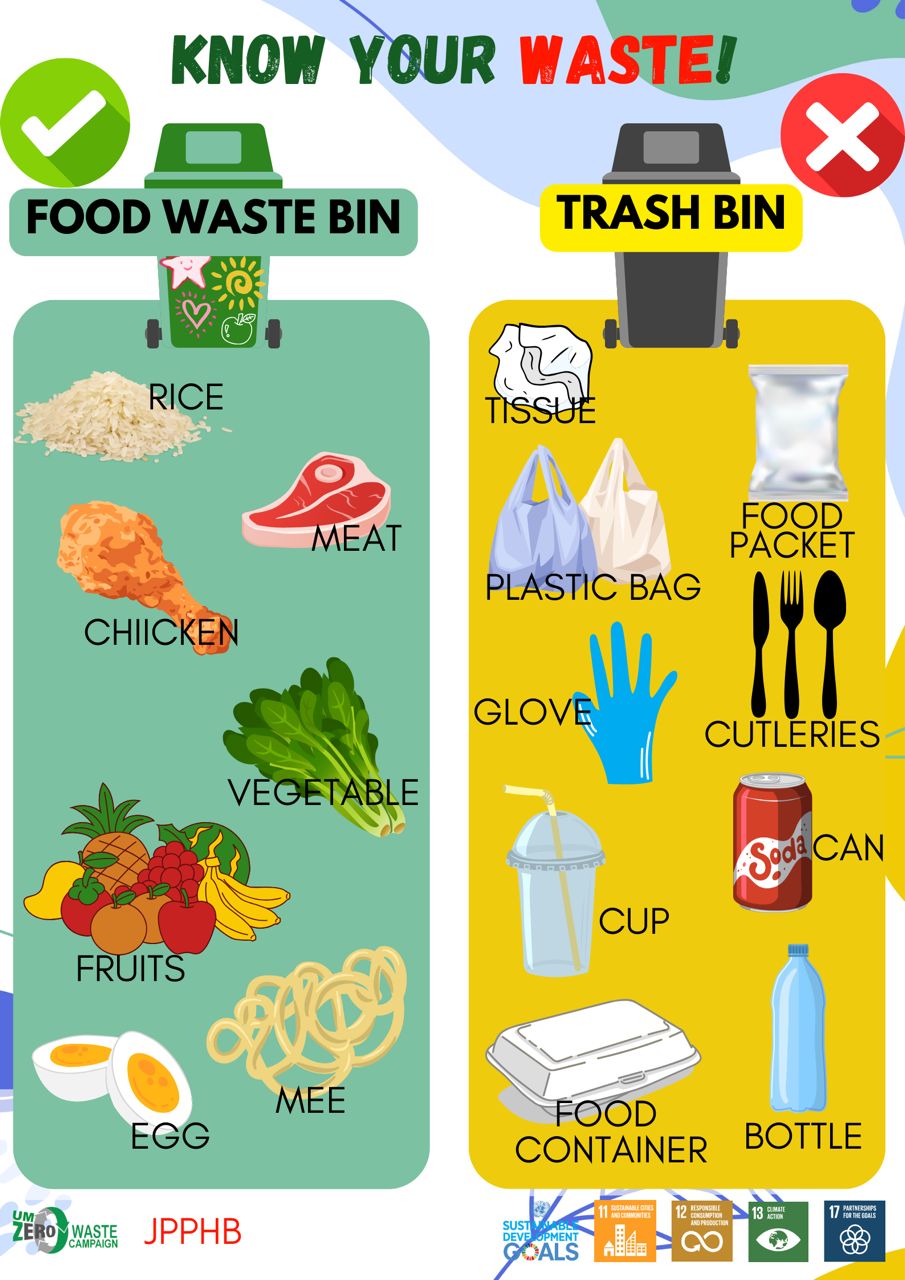 KNOW YOUR WASTE!
FOOD WASTE BIN
TRASH BIN
RICE
MEAT
CHIICKEN
VEGETABLE
FRUITS
MEE
EGG
TISSUE
FOOD
PACKET
PLASTIC BAG
GLOVE
CUTLERIES
Soda
CAN
CUP
FOOD
CONTAINER
BOTTLE
UM
ZERO WASTE
CAMPAIGN
JPPHB
SUSTAINABLE
DEVELOPMENT
GOALS
11 SUSTAINABLE CITIES
AND COMMUNITIES
12 RESPONSIBLE
CONSUMPTION
AND PRODUCTION
13 CLIMATE
ACTION
17 PARTNERSHIPS
FOR THE GOALS